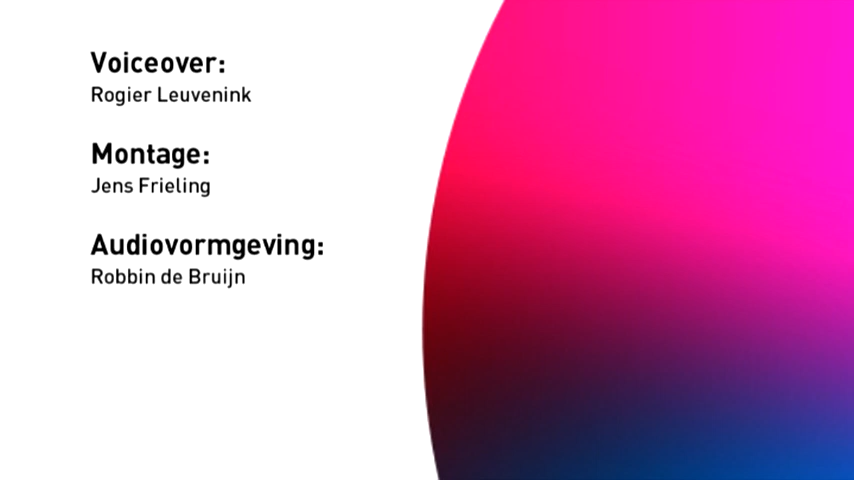 Voiceover:
Rogier Leuvenink
Montage:
Jens Frieling
Audiovormgeving:
Robbin de Bruijn